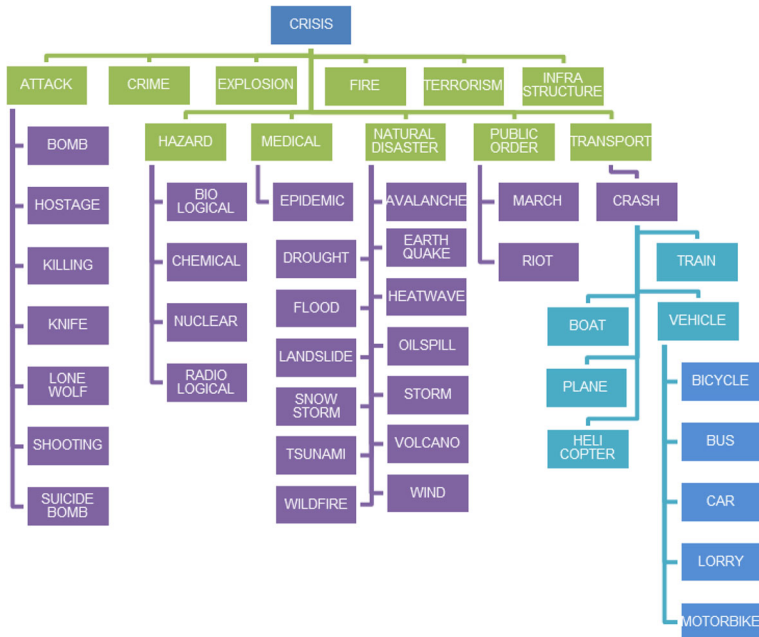 CRISIS
ATTACK
CRIME
EXPLOSION
FIRE
TERRORISM
INFRA
STRUCTURE
HAZARD
MEDICAL
NATURAL
DISASTER
PUBLIC
ORDER
TRANSPORT
BOMB
HOSTAGE
KILLING
KNIFE
LONE
WOLF
SHOOTING
SUICIDE
BOMB
BIO
LOGICAL
CHEMICAL
NUCLEAR
RADIO
LOGICAL
EPIDEMIC
AVALANCHE
DROUGHT
EARTH
QUAKE
FLOOD
HEATWAVE
LANDSLIDE
OILSPILL
SNOW
STORM
STORM
TSUNAMI
VOLCANO
WILDFIRE
WIND
MARCH
RIOT
CRASH
TRAIN
BOAT
VEHICLE
PLANE
HELI
COPTER
BICYCLE
BUS
CAR
LORRY
MOTORBIKE